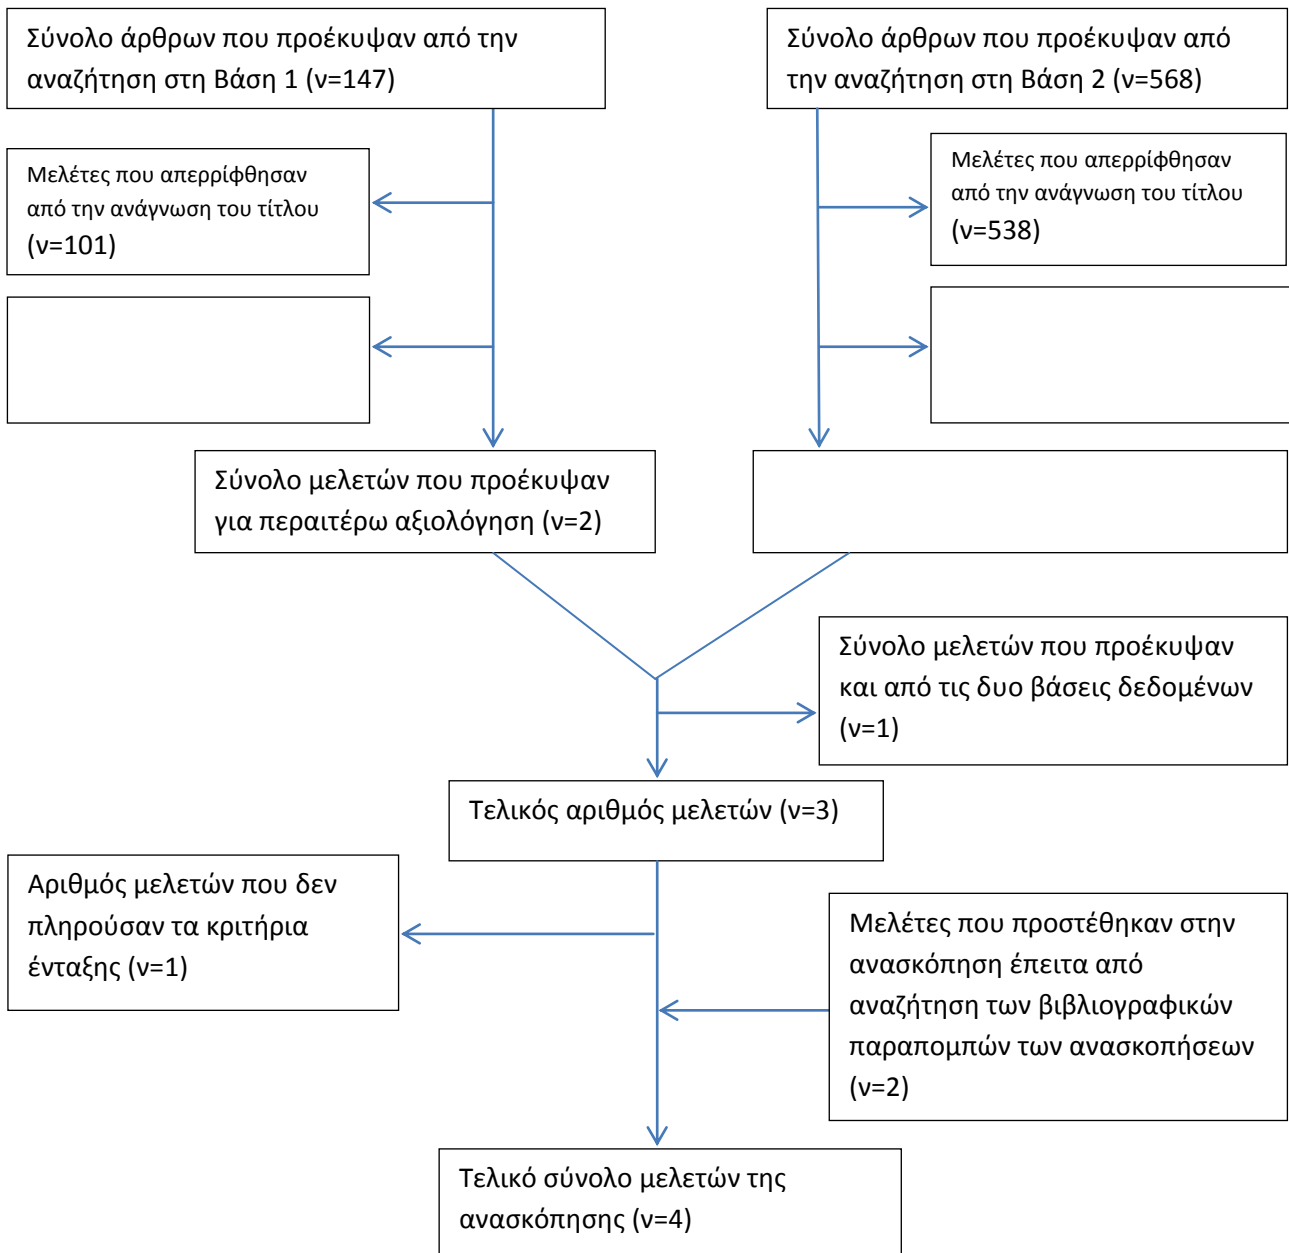 Σύνολο άρθρων που προέκυψαν από την
αναζήτηση στη Βάση 1 (ν=147)
Σύνολο άρθρων που προέκυψαν από
την αναζήτηση στη Βάση 2 (ν=568)
Μελέτες που απερρίφθησαν
από την ανάγνωση του τίτλου
(ν=101)
Μελέτες που απερρίφθησαν
από την ανάγνωση του τίτλου
(ν=538)
Σύνολο μελετών που προέκυψαν
για περαιτέρω αξιολόγηση (ν=2)
Σύνολο μελετών που προέκυψαν
και από τις δυο βάσεις δεδομένων
(ν=1)
Τελικός αριθμός μελετών (ν=3)
Αριθμός μελετών που δεν
πληρούσαν τα κριτήρια
ένταξης (ν=1)
Μελέτες που προστέθηκαν στην
ανασκόπηση έπειτα από
αναζήτηση των βιβλιογραφικών
παραπομπών των ανασκοπήσεων
(ν=2)
Τελικό σύνολο μελετών της
ανασκόπησης (ν=4)